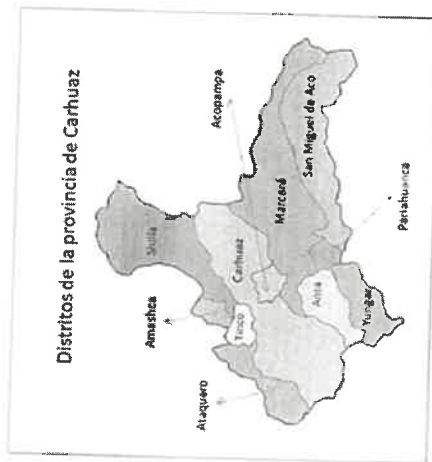 Distritos de la provincia de Carhuaz
Shilla
Amashca
Acopampa
Carhuaz
Tinco
Ataquero
Marcará
San Miguel de Aco
Anta
Pariahuanca
Yungar